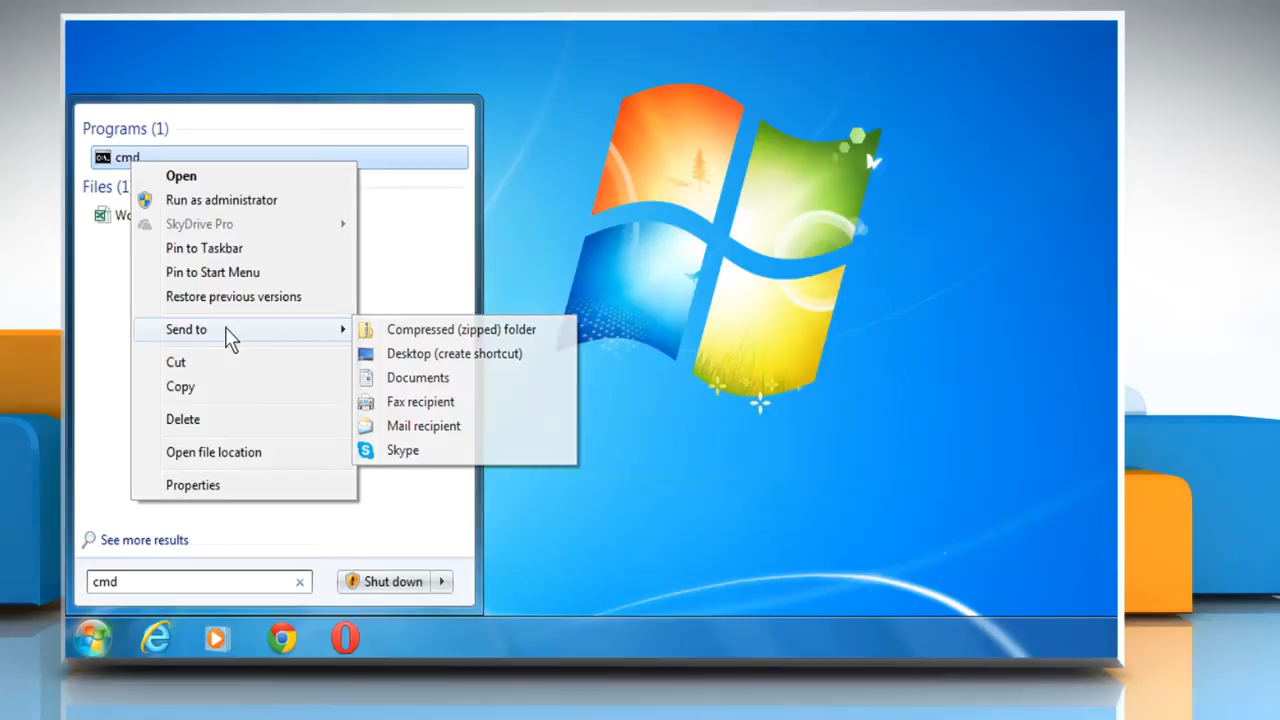 Programs (1)
cmd
Files (1
Wo
Open
Run as administrator
SkyDrive Pro
Pin to Taskbar
Pin to Start Menu
Restore previous versions
Send to
Cut
Copy
Delete
Open file location
Properties
Compressed (zipped) folder
Desktop (create shortcut)
Documents
Fax recipient
Mail recipient
Skype
See more results
cmd
Shut down